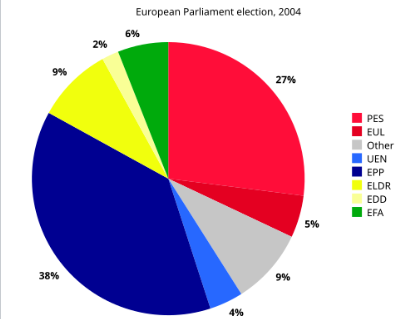 European Parliament election, 2004
6%
2%
9%
27%
PES
EUL
Other
UEN
EPP
ELDR
EDD
EFA
5%
38%
9%
4%